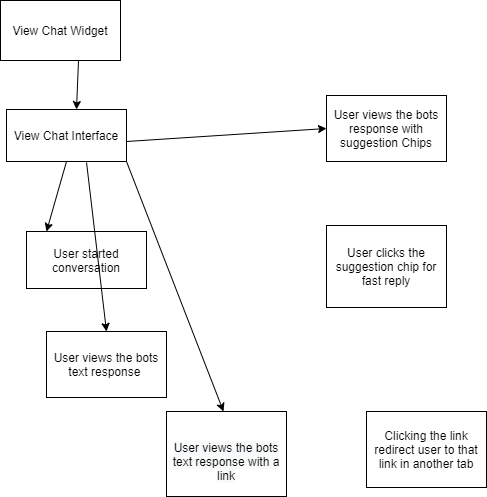 View Chat Widget
View Chat Interface
User views the bots
response with
suggestion Chips
User started
conversation
User clicks the
suggestion chip for
fast reply
User views the bots
text response
User views the bots
text response with a
link
Clicking the link
redirect user to that
link in another tab